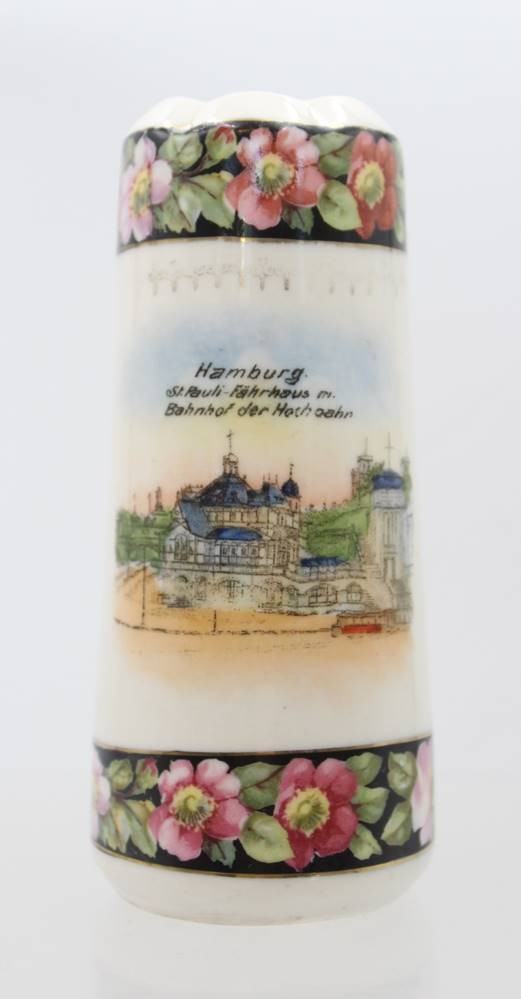 Hamburg.
St. Pauli-Fährhaus m.
Bahnhof der Hochbahn